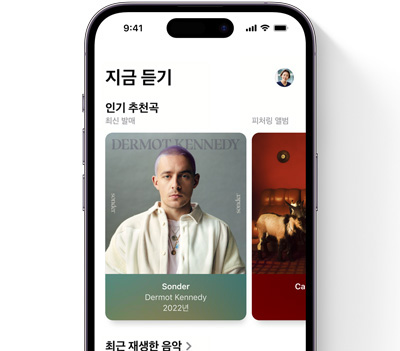 9:41
지금 듣기
인기 추천곡
최신 발매
피처링 앨범
DERMOT KENNEDY
sonder
sonder
Sonder
Dermot Kennedy
2022년
Ca
최근 재생한 음악